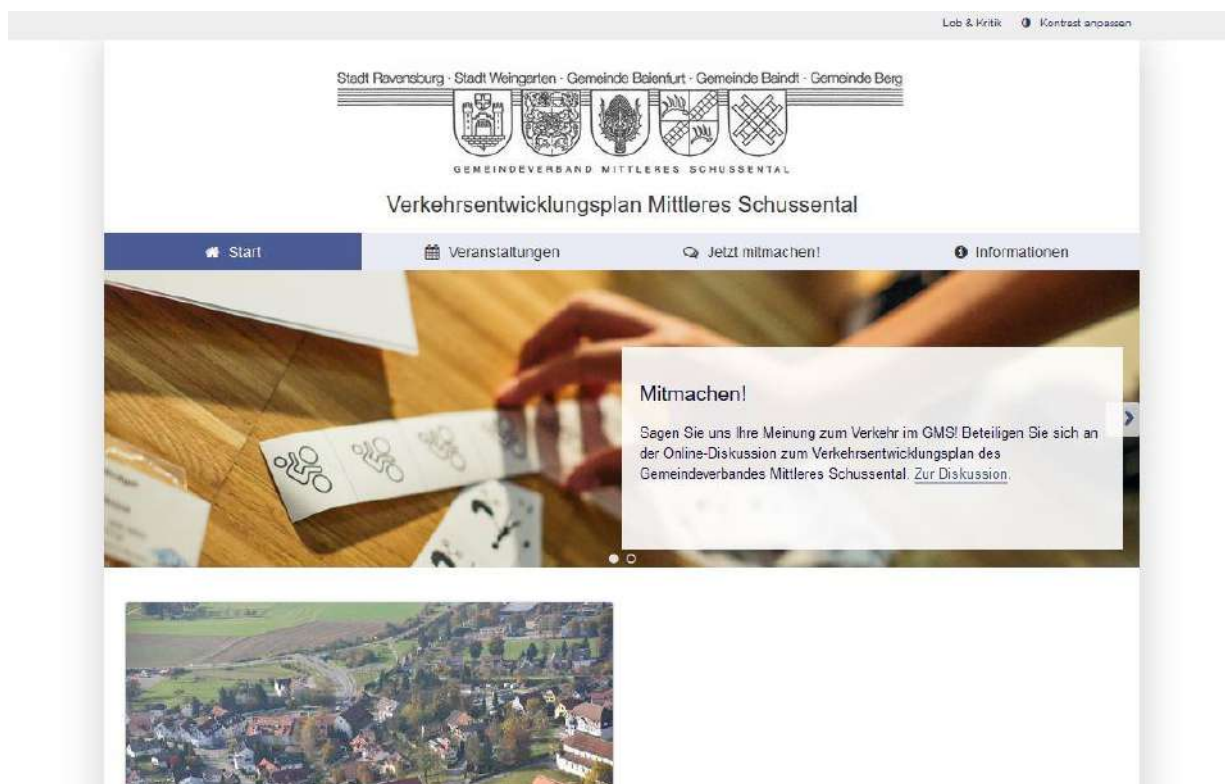 Lob & Kritik Kontrast anpassen
Stadt Ravensburg · Stadt Weingarten · Gemeinde Baienfurt · Gemeinde Baindt · Gemeinde Berg
GEMEINDEVERBAND MITTLERES SCHUSSENTAL
Verkehrsentwicklungsplan Mittleres Schussental
Start Veranstaltungen Jetzt mitmachen! Informationen
Mitmachen!
Sagen Sie uns Ihre Meinung zum Verkehr im GMS! Beteiligen Sie sich an
der Online-Diskussion zum Verkehrsentwicklungsplan des
Gemeindeverbandes Mittleres Schussental. Zur Diskussion.